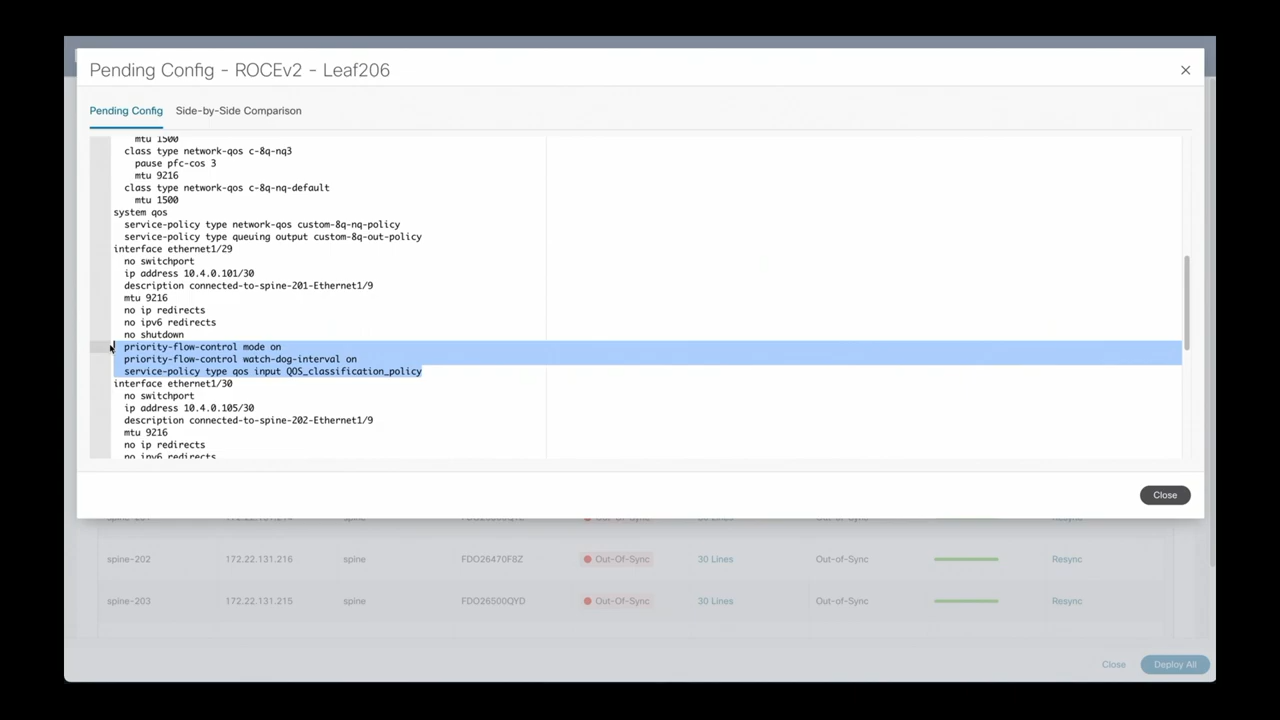 Pending Config - ROCEv2 - Leaf206
Pending Config
Side-by-Side Comparison
mtu 1500
class type network-qos c-8q-nq3
pause pfc-cos 3
mtu 9216
class type network-qos c-8q-nq-default
mtu 1500
system qos
service-policy type network-qos custom-8q-nq-policy
service-policy type queuing output custom-8q-out-policy
interface ethernet1/29
no switchport
ip address 10.4.0.101/30
description connected-to-spine-201-Ethernet1/9
mtu 9216
no ip redirects
no ipv6 redirects
no shutdown
priority-flow-control mode on
priority-flow-control watch-dog-interval on
service-policy type qos input QOS_classification_policy
interface ethernet1/30
no switchport
ip address 10.4.0.105/30
description connected-to-spine-202-Ethernet1/9
mtu 9216
no ip redirects
no ipv6 redirects
Close
spine-202 172.22.131.216 spine FDO26470F8Z Out-Of-Sync 30 Lines Out-of-Sync Resync
spine-203 172.22.131.215 spine FDO26500QYD Out-Of-Sync 30 Lines Out-of-Sync Resync
Close
Deploy All